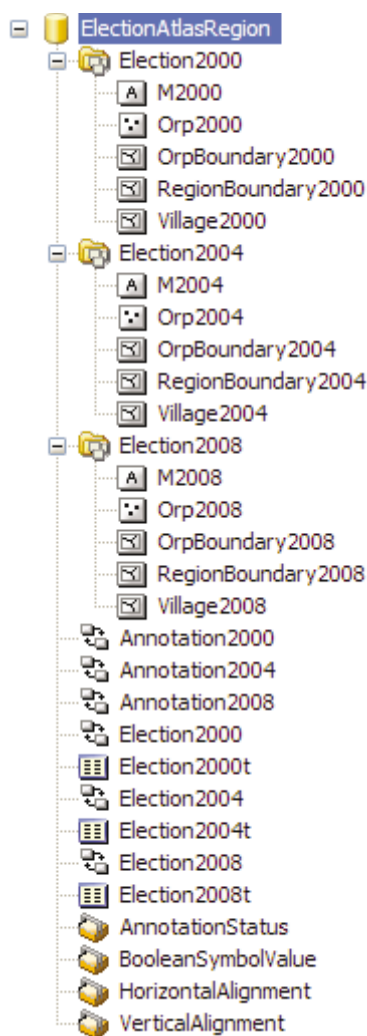 ElectionAtlasRegion
Election2000
M2000
Orp2000
OrpBoundary2000
RegionBoundary2000
Village2000
Election2004
M2004
Orp2004
OrpBoundary2004
RegionBoundary2004
Village2004
Election2008
M2008
Orp2008
OrpBoundary2008
RegionBoundary2008
Village2008
Annotation2000
Annotation2004
Annotation2008
Election2000
Election2000t
Election2004
Election2004t
Election2008
Election2008t
AnnotationStatus
BooleanSymbolValue
HorizontalAlignment
VerticalAlignment